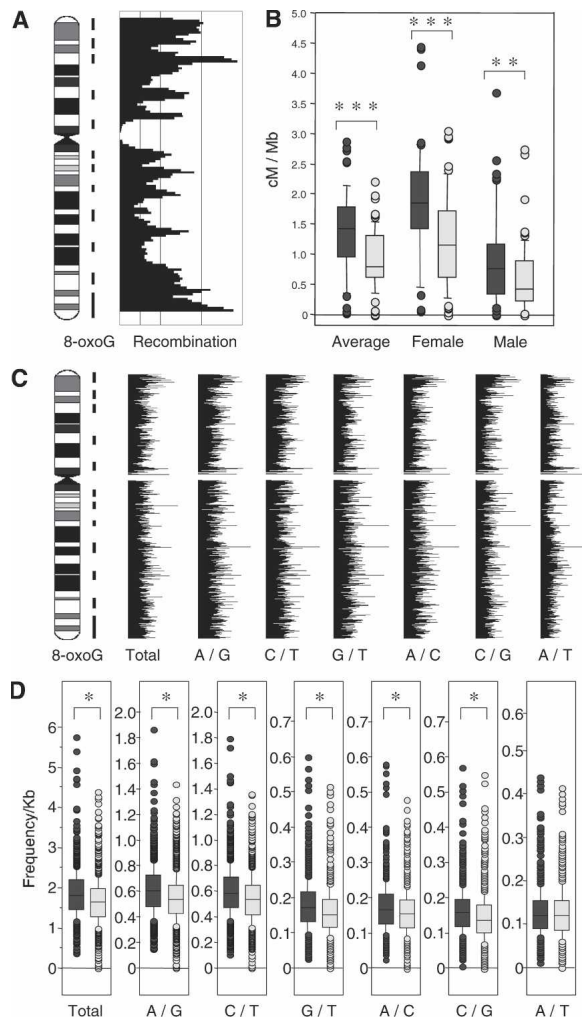 A
8-oxoG
Recombination
B
cM / Mb
5.0
4.5
4.0
3.5
3.0
2.5
2.0
1.5
1.0
0.5
0
* * *
* * *
* *
Average
Female
Male
C
8-oxoG
Total
A / G
C / T
G / T
A / C
C / G
A / T
D
Frequency/Kb
6
5
4
3
2
1
0
*
Total
2.0
1.8
1.6
1.4
1.2
1.0
0.8
0.6
0.4
0.2
0
*
A / G
2.0
1.8
1.6
1.4
1.2
1.0
0.8
0.6
0.4
0.2
0
*
C / T
0.7
0.6
0.5
0.4
0.3
0.2
0.1
0
*
G / T
0.7
0.6
0.5
0.4
0.3
0.2
0.1
0
*
A / C
0.7
0.6
0.5
0.4
0.3
0.2
0.1
0
*
C / G
0.6
0.5
0.4
0.3
0.2
0.1
0
A / T